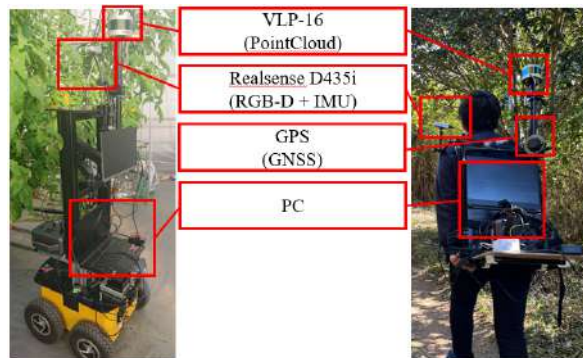 VLP-16
(PointCloud)
Realsense D435i
(RGB-D + IMU)
GPS
(GNSS)
PC